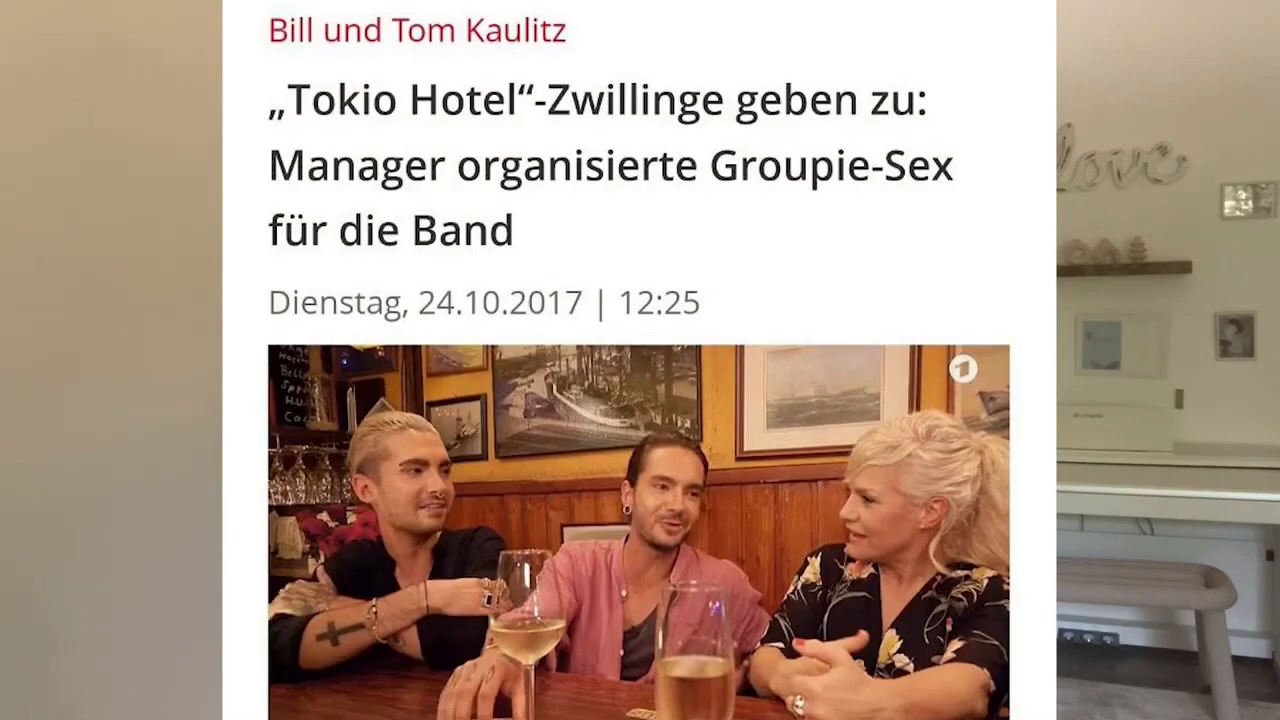 Bill und Tom Kaulitz
„Tokio Hotel“-Zwillinge geben zu:
Manager organisierte Groupie-Sex
für die Band
Dienstag, 24.10.2017 | 12:25
love